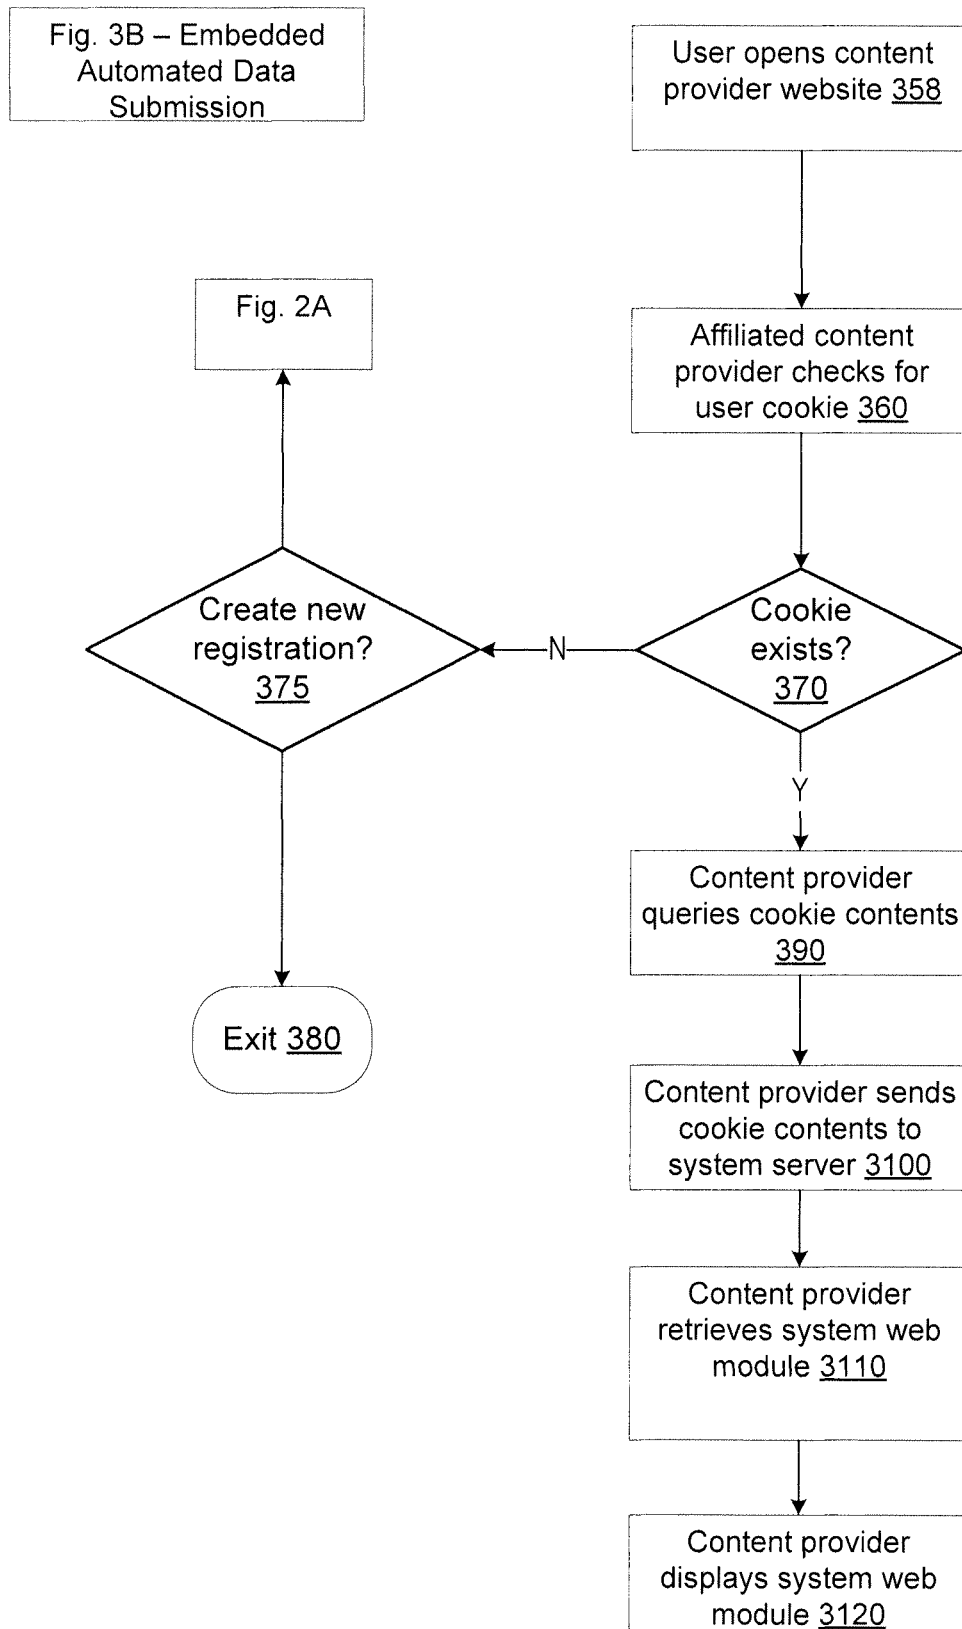 Fig. 3B – Embedded
Automated Data
Submission
User opens content
provider website 358
Fig. 2A
Affiliated content
provider checks for
user cookie 360
Create new
registration?
375
N
Cookie
exists?
370
Y
Content provider
queries cookie contents
390
Exit 380
Content provider sends
cookie contents to
system server 3100
Content provider
retrieves system web
module 3110
Content provider
displays system web
module 3120